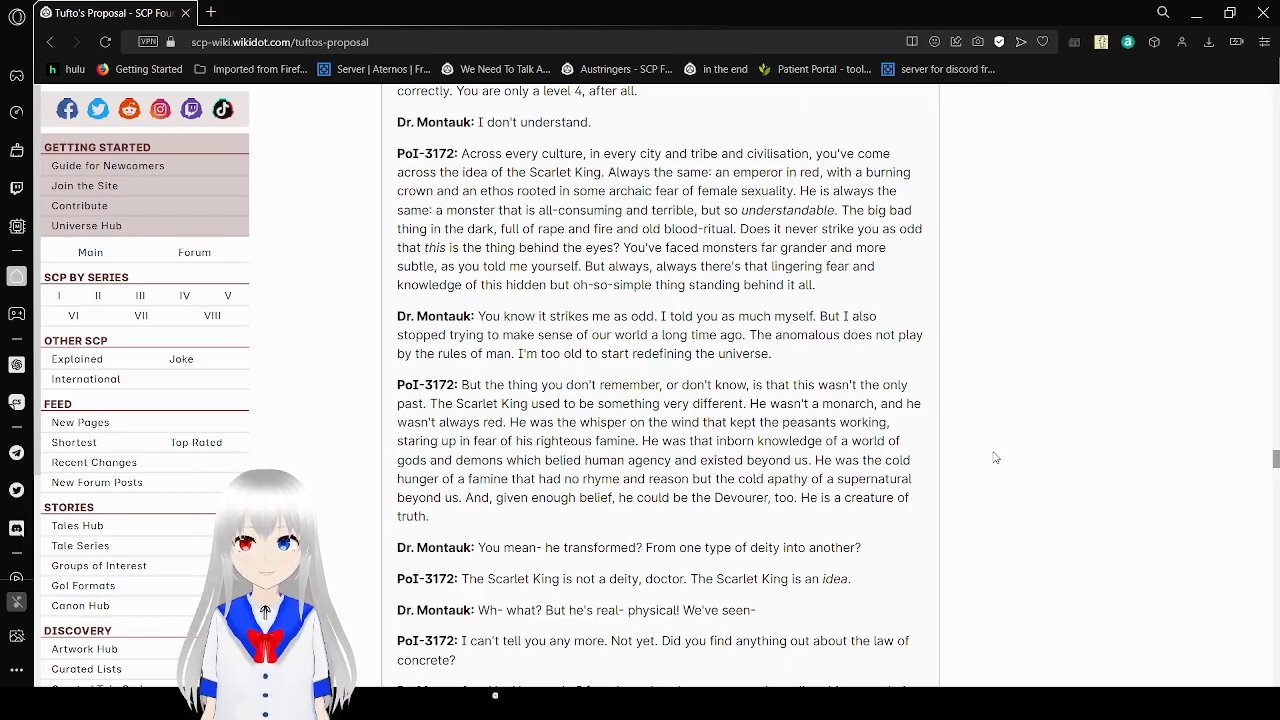 Tufto's Proposal - SCP Fou
VPN
scp-wiki.wikidot.com/tuftos-proposal
hulu
Getting Started
Imported from Firef...
Server | Aternos | Fr...
We Need To Talk A...
Austringers - SCP F...
in the end
Patient Portal - tool...
server for discord fr...
GETTING STARTED
Guide for Newcomers
Join the Site
Contribute
Universe Hub
Main Forum
SCP BY SERIES
I II III IV V
VI VII VIII
OTHER SCP
Explained Joke
International
FEED
New Pages
Shortest Top Rated
Recent Changes
New Forum Posts
STORIES
Tales Hub
Tale Series
Groups of Interest
GoI Formats
Canon Hub
DISCOVERY
Artwork Hub
Curated Lists
correctly. You are only a level 4, after all.
Dr. Montauk: I don't understand.
PoI-3172: Across every culture, in every city and tribe and civilisation, you've come
across the idea of the Scarlet King. Always the same: an emperor in red, with a burning
crown and an ethos rooted in some archaic fear of female sexuality. He is always the
same: a monster that is all-consuming and terrible, but so understandable. The big bad
thing in the dark, full of rape and fire and old blood-ritual. Does it never strike you as odd
that this is the thing behind the eyes? You've faced monsters far grander and more
subtle, as you told me yourself. But always, always there's that lingering fear and
knowledge of this hidden but oh-so-simple thing standing behind it all.
Dr. Montauk: You know it strikes me as odd. I told you as much myself. But I also
stopped trying to make sense of our world a long time ago. The anomalous does not play
by the rules of man. I'm too old to start redefining the universe.
PoI-3172: But the thing you don't remember, or don't know, is that this wasn't the only
past. The Scarlet King used to be something very different. He wasn't a monarch, and he
wasn't always red. He was the whisper on the wind that kept the peasants working,
staring up in fear of his righteous famine. He was that inborn knowledge of a world of
gods and demons which belied human agency and existed beyond us. He was the cold
hunger of a famine that had no rhyme and reason but the cold apathy of a supernatural
beyond us. And, given enough belief, he could be the Devourer, too. He is a creature of
truth.
Dr. Montauk: You mean- he transformed? From one type of deity into another?
PoI-3172: The Scarlet King is not a deity, doctor. The Scarlet King is an idea.
Dr. Montauk: Wh- what? But he's real- physical! We've seen-
PoI-3172: I can't tell you any more. Not yet. Did you find anything out about the law of
concrete?